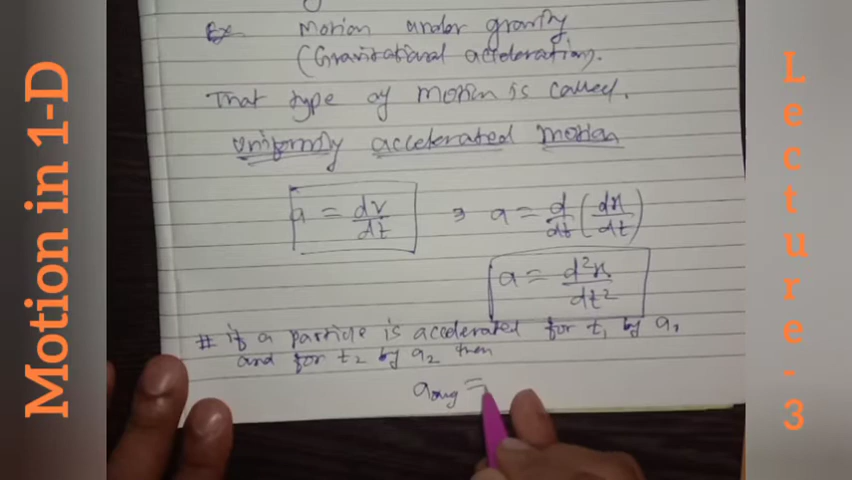 Motion in 1-D
Ex Motion under gravity
(Gravitational acceleration).
That type of motion is called.
uniformly accelerated motion
a = dv/dt ⇒ a = d/dt (dx/dt)
a = d²x/dt²
# if a particle is accelerated for t₁ by a₁
and for t₂ by a₂ then
a_avg =
Lecture-3